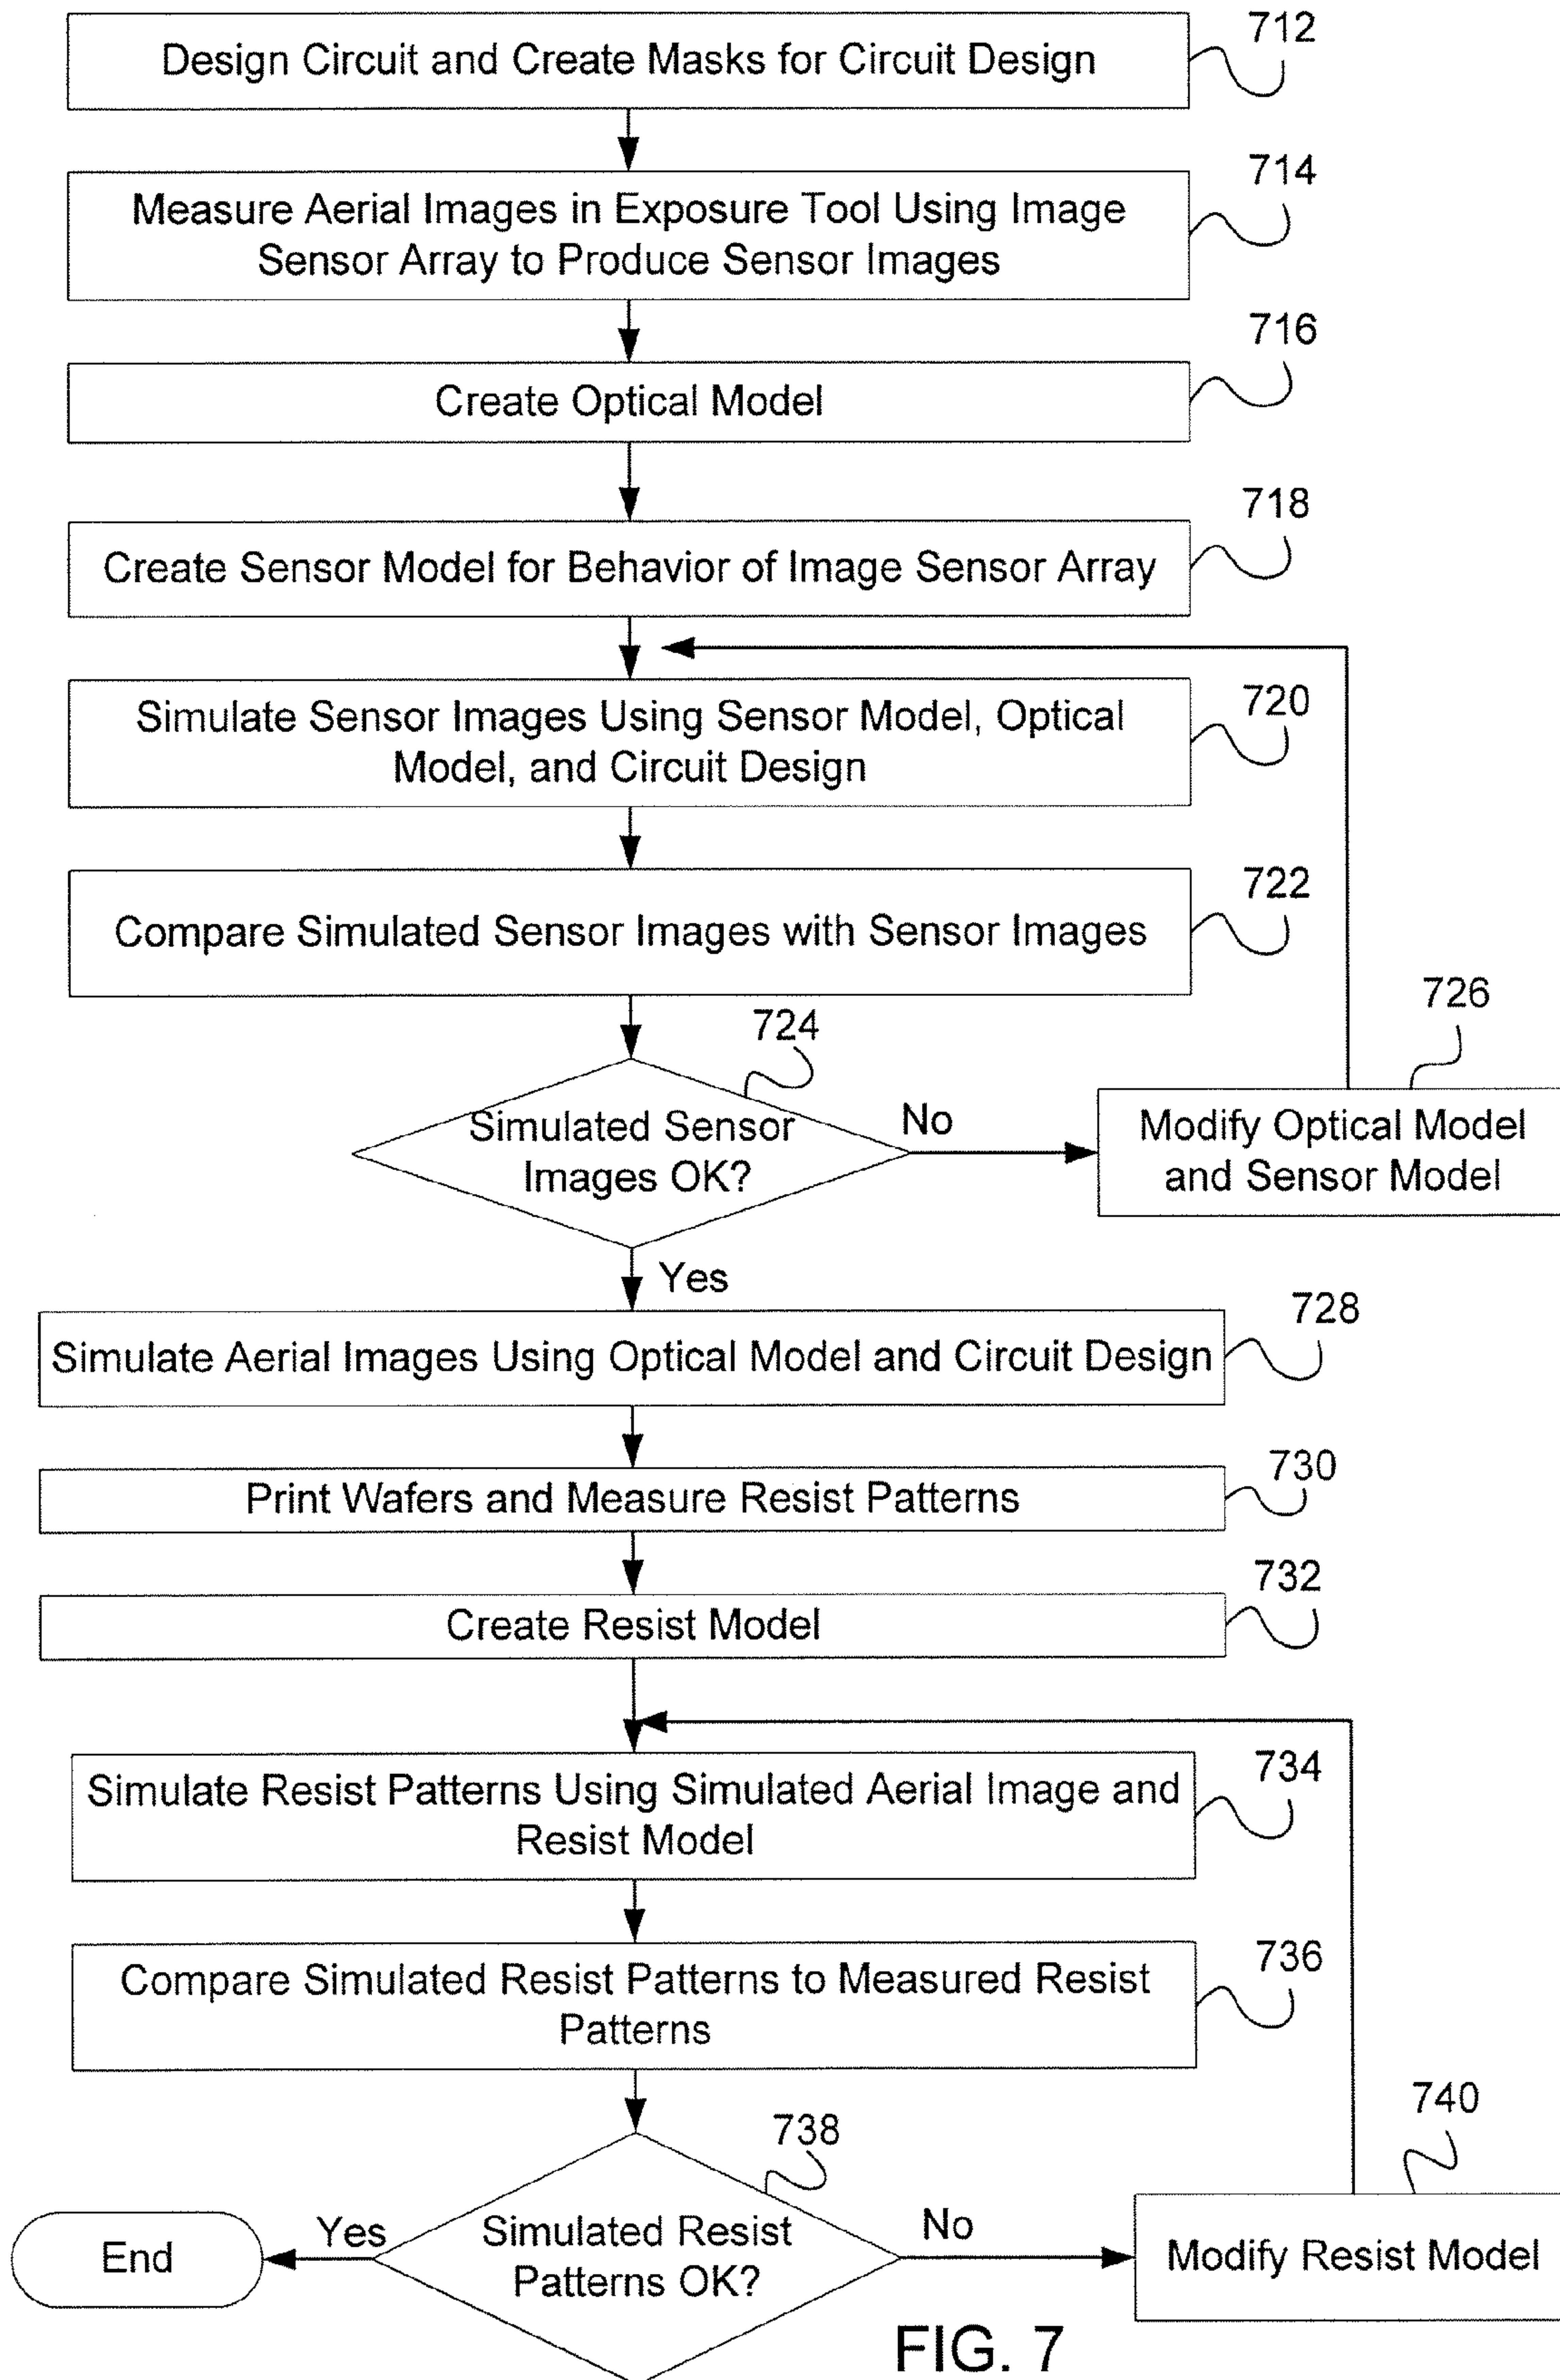 712
Design Circuit and Create Masks for Circuit Design
714
Measure Aerial Images in Exposure Tool Using Image
Sensor Array to Produce Sensor Images
716
Create Optical Model
718
Create Sensor Model for Behavior of Image Sensor Array
720
Simulate Sensor Images Using Sensor Model, Optical
Model, and Circuit Design
722
Compare Simulated Sensor Images with Sensor Images
724
726
Simulated Sensor
Images OK?
No
Modify Optical Model
and Sensor Model
Yes
728
Simulate Aerial Images Using Optical Model and Circuit Design
730
Print Wafers and Measure Resist Patterns
732
Create Resist Model
734
Simulate Resist Patterns Using Simulated Aerial Image and
Resist Model
736
Compare Simulated Resist Patterns to Measured Resist
Patterns
738
740
End
Yes
Simulated Resist
Patterns OK?
No
Modify Resist Model
FIG. 7